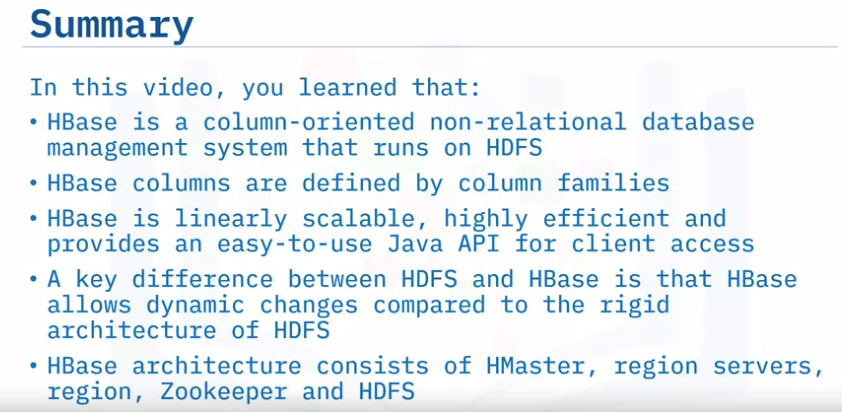 Summary
In this video, you learned that:
• HBase is a column-oriented non-relational database
management system that runs on HDFS
• HBase columns are defined by column families
• HBase is linearly scalable, highly efficient and
provides an easy-to-use Java API for client access
• A key difference between HDFS and HBase is that HBase
allows dynamic changes compared to the rigid
architecture of HDFS
• HBase architecture consists of HMaster, region servers,
region, Zookeeper and HDFS